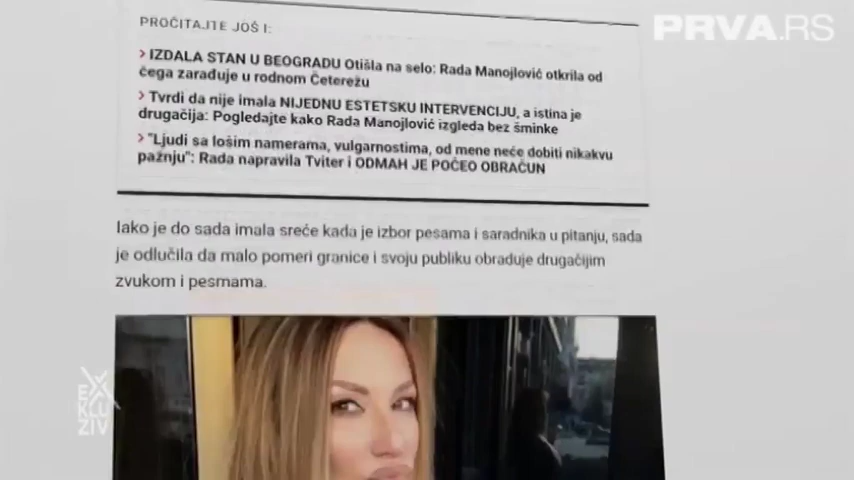 PRVA.RS
PROČITAJTE JOŠ I:
IZDALA STAN U BEOGRADU Otišla na selo: Rada Manojlović otkrila od
čega zarađuje u rodnom Četerežu
Tvrdi da nije imala NIJEDNU ESTETSKU INTERVENCIJU, a istina je
drugačija: Pogledajte kako Rada Manojlović izgleda bez šminke
"Ljudi sa lošim namerama, vulgarnostima, od mene neće dobiti nikakvu
pažnju": Rada napravila Tviter i ODMAH JE POČEO OBRAČUN
Iako je do sada imala sreće kada je izbor pesama i saradnika u pitanju, sada
je odlučila da malo pomeri granice i svoju publiku obraduje drugačijim
zvukom i pesmama.
EX
KLU
ZIV